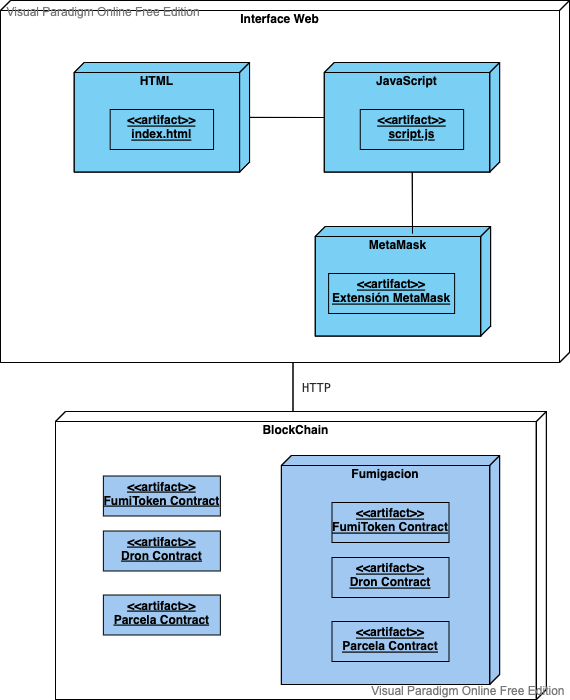 Visual Paradigm Online Free Edition
Interface Web
HTML
<<artifact>>
index.html
JavaScript
<<artifact>>
script.js
MetaMask
<<artifact>>
Extensión MetaMask
HTTP
BlockChain
<<artifact>>
FumiToken Contract
<<artifact>>
Dron Contract
<<artifact>>
Parcela Contract
Fumigacion
<<artifact>>
FumiToken Contract
<<artifact>>
Dron Contract
<<artifact>>
Parcela Contract
Visual Paradigm Online Free Edition